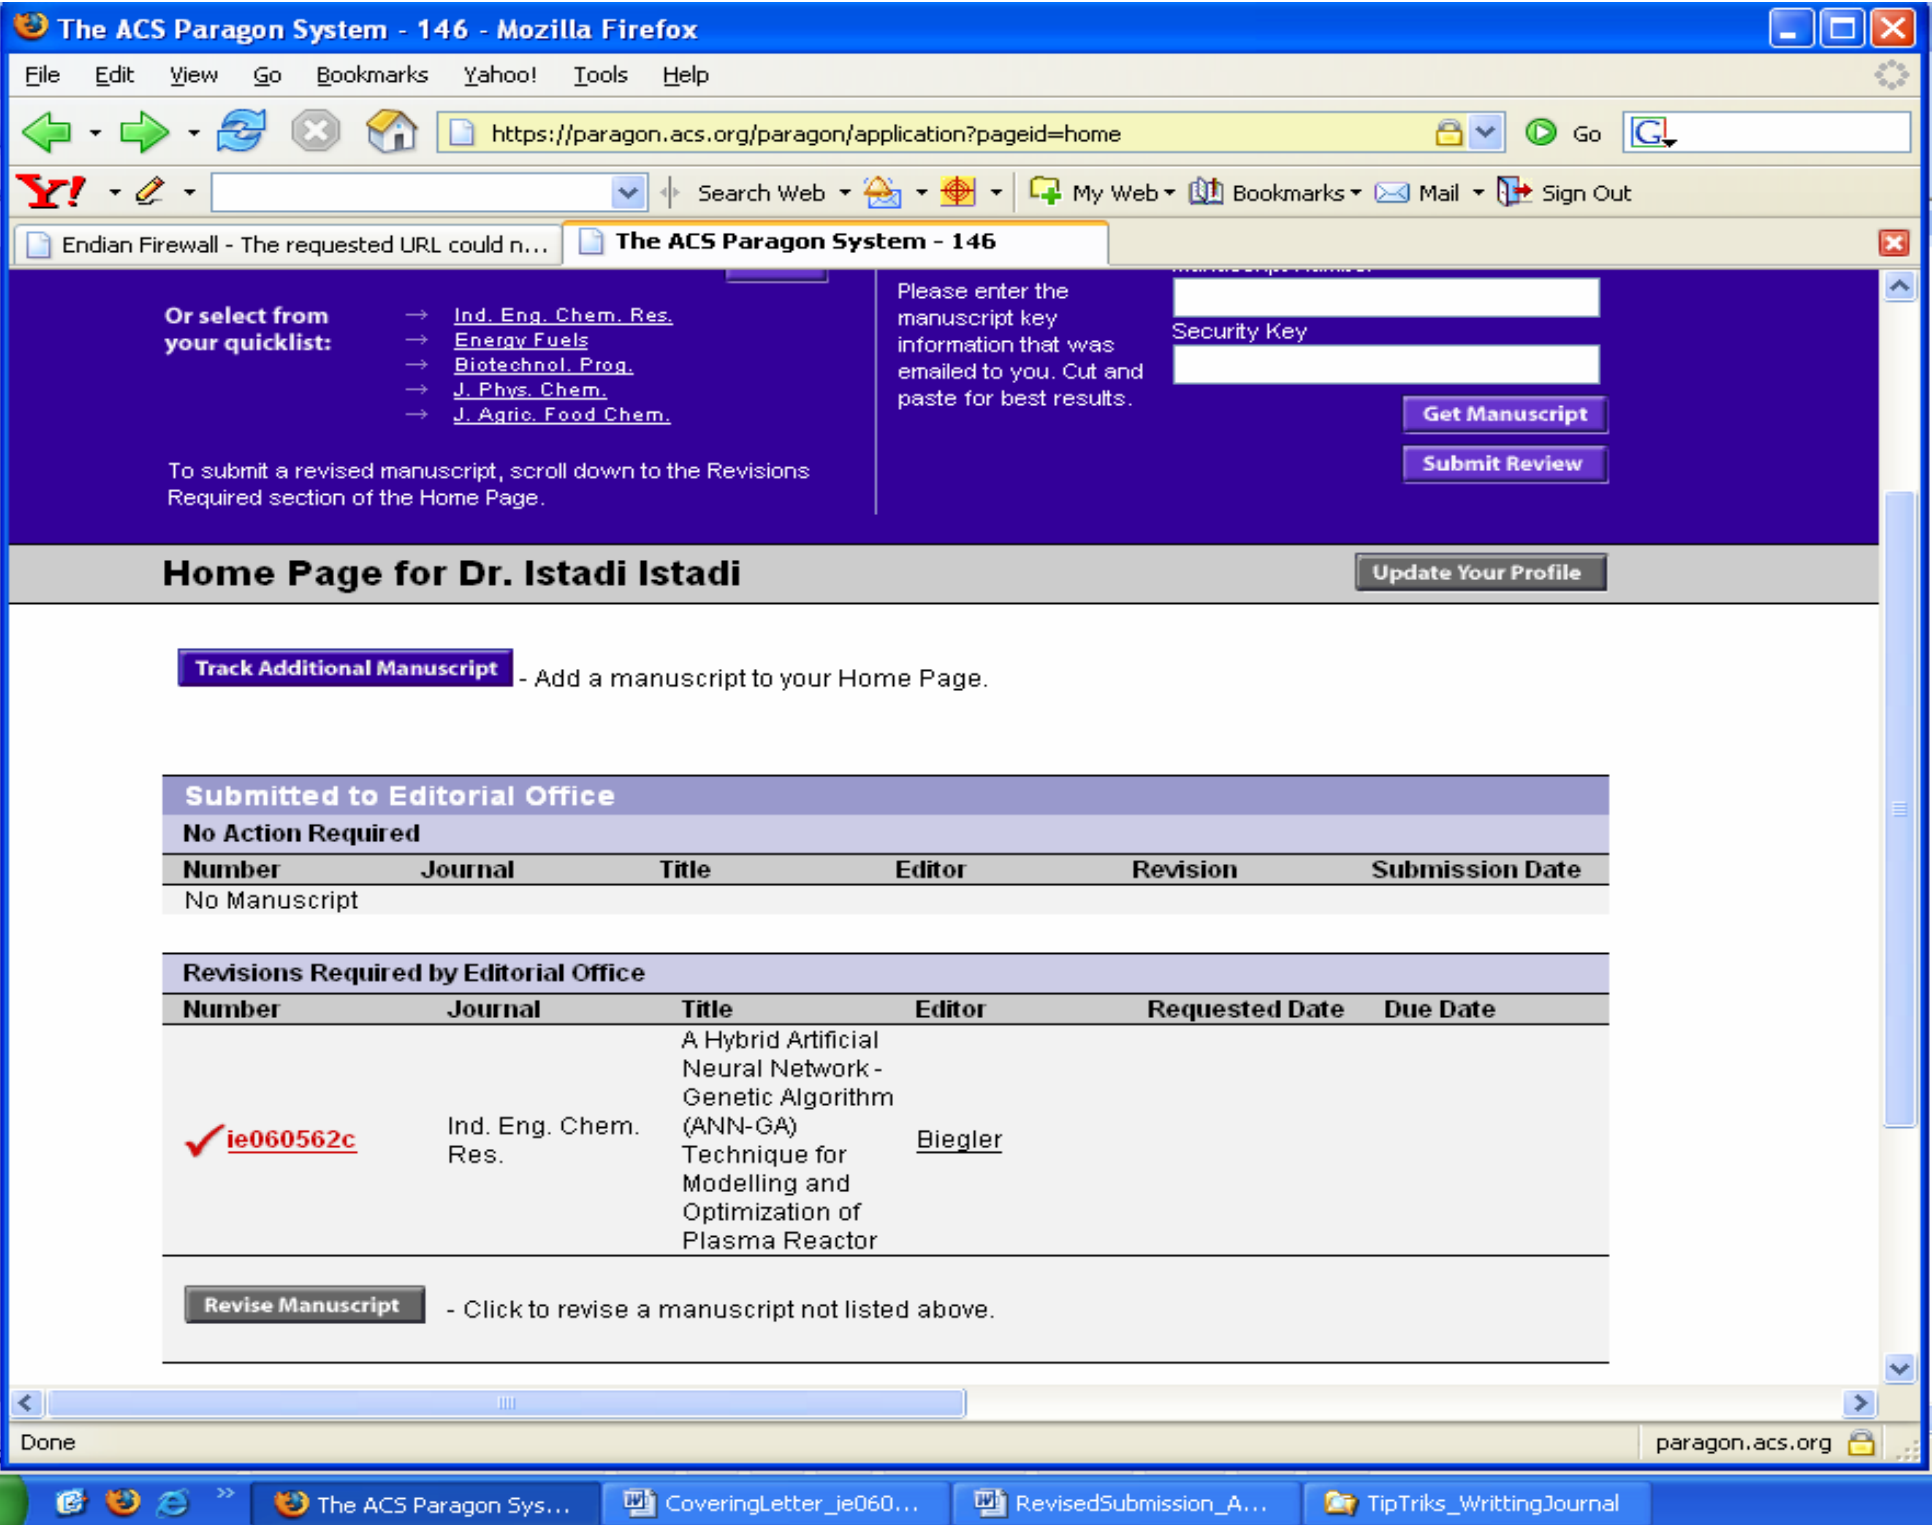 The ACS Paragon System - 146 - Mozilla Firefox
File Edit View Go Bookmarks Yahoo! Tools Help
https://paragon.acs.org/paragon/application?pageid=home Go G
Y! Search Web My Web Bookmarks Mail Sign Out
Endian Firewall - The requested URL could n... The ACS Paragon System - 146
Or select from
your quicklist:
→ Ind. Eng. Chem. Res.
→ Energy Fuels
→ Biotechnol. Prog.
→ J. Phys. Chem.
→ J. Agric. Food Chem.
To submit a revised manuscript, scroll down to the Revisions
Required section of the Home Page.
Please enter the
manuscript key
information that was
emailed to you. Cut and
paste for best results.
Security Key
Get Manuscript
Submit Review
Home Page for Dr. Istadi Istadi
Update Your Profile
Track Additional Manuscript - Add a manuscript to your Home Page.
Submitted to Editorial Office
No Action Required
Number Journal Title Editor Revision Submission Date
No Manuscript
Revisions Required by Editorial Office
Number Journal Title Editor Requested Date Due Date
ie060562c
Ind. Eng. Chem.
Res.
A Hybrid Artificial
Neural Network -
Genetic Algorithm
(ANN-GA)
Technique for
Modelling and
Optimization of
Plasma Reactor
Biegler
Revise Manuscript - Click to revise a manuscript not listed above.
Done paragon.acs.org
The ACS Paragon Sys... CoveringLetter_ie060... RevisedSubmission_A... TipTriks_WrittingJournal